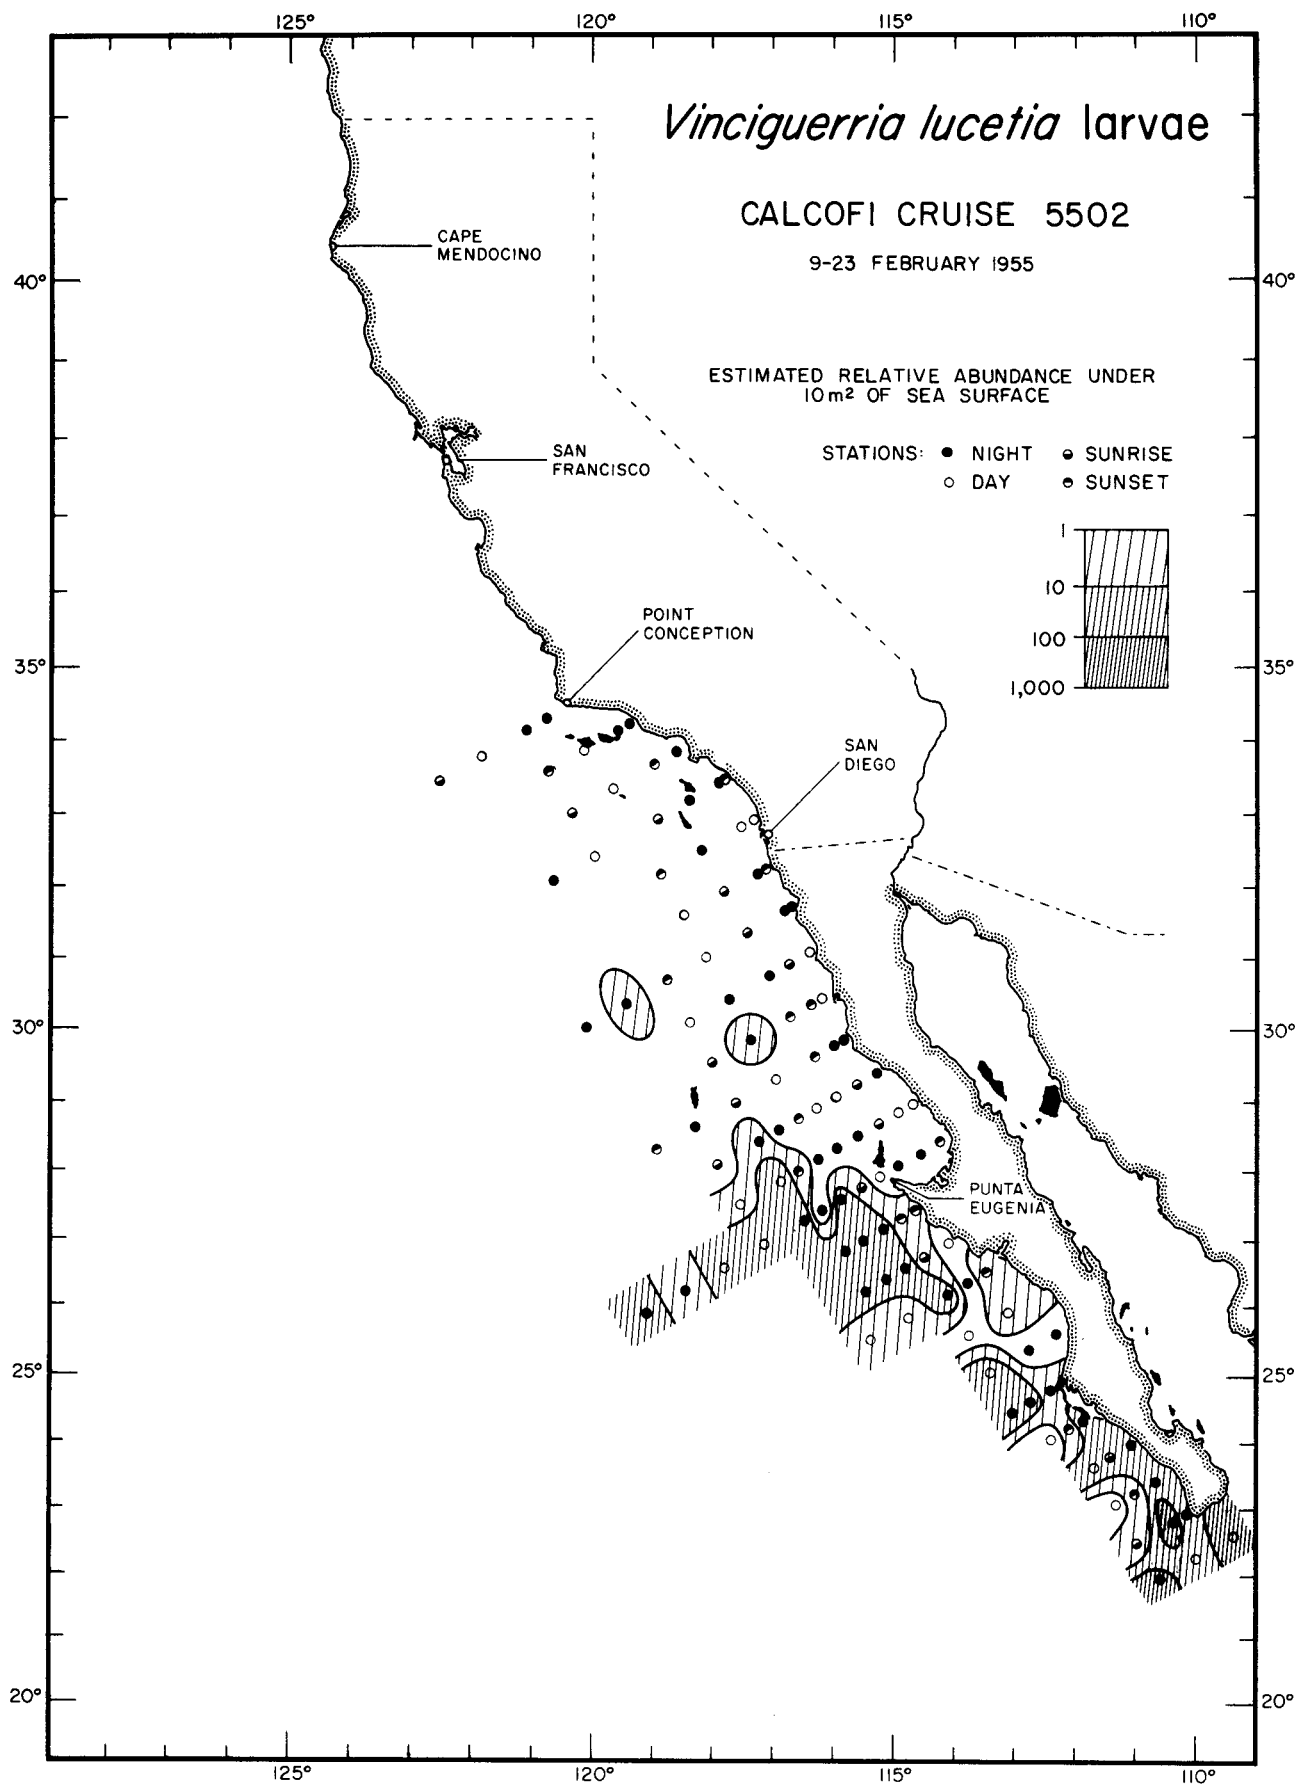 125° 120° 115° 110°
Vinciguerria lucetia larvae
CALCOFI CRUISE 5502
9-23 FEBRUARY 1955
CAPE
MENDOCINO
40° 40°
ESTIMATED RELATIVE ABUNDANCE UNDER
10m² OF SEA SURFACE
STATIONS: ● NIGHT SUNRISE
○ DAY SUNSET
SAN
FRANCISCO
1
10
100
1,000
POINT
CONCEPTION
35° 35°
SAN
DIEGO
30° 30°
PUNTA
EUGENIA
25° 25°
20° 20°
125° 120° 115° 110°